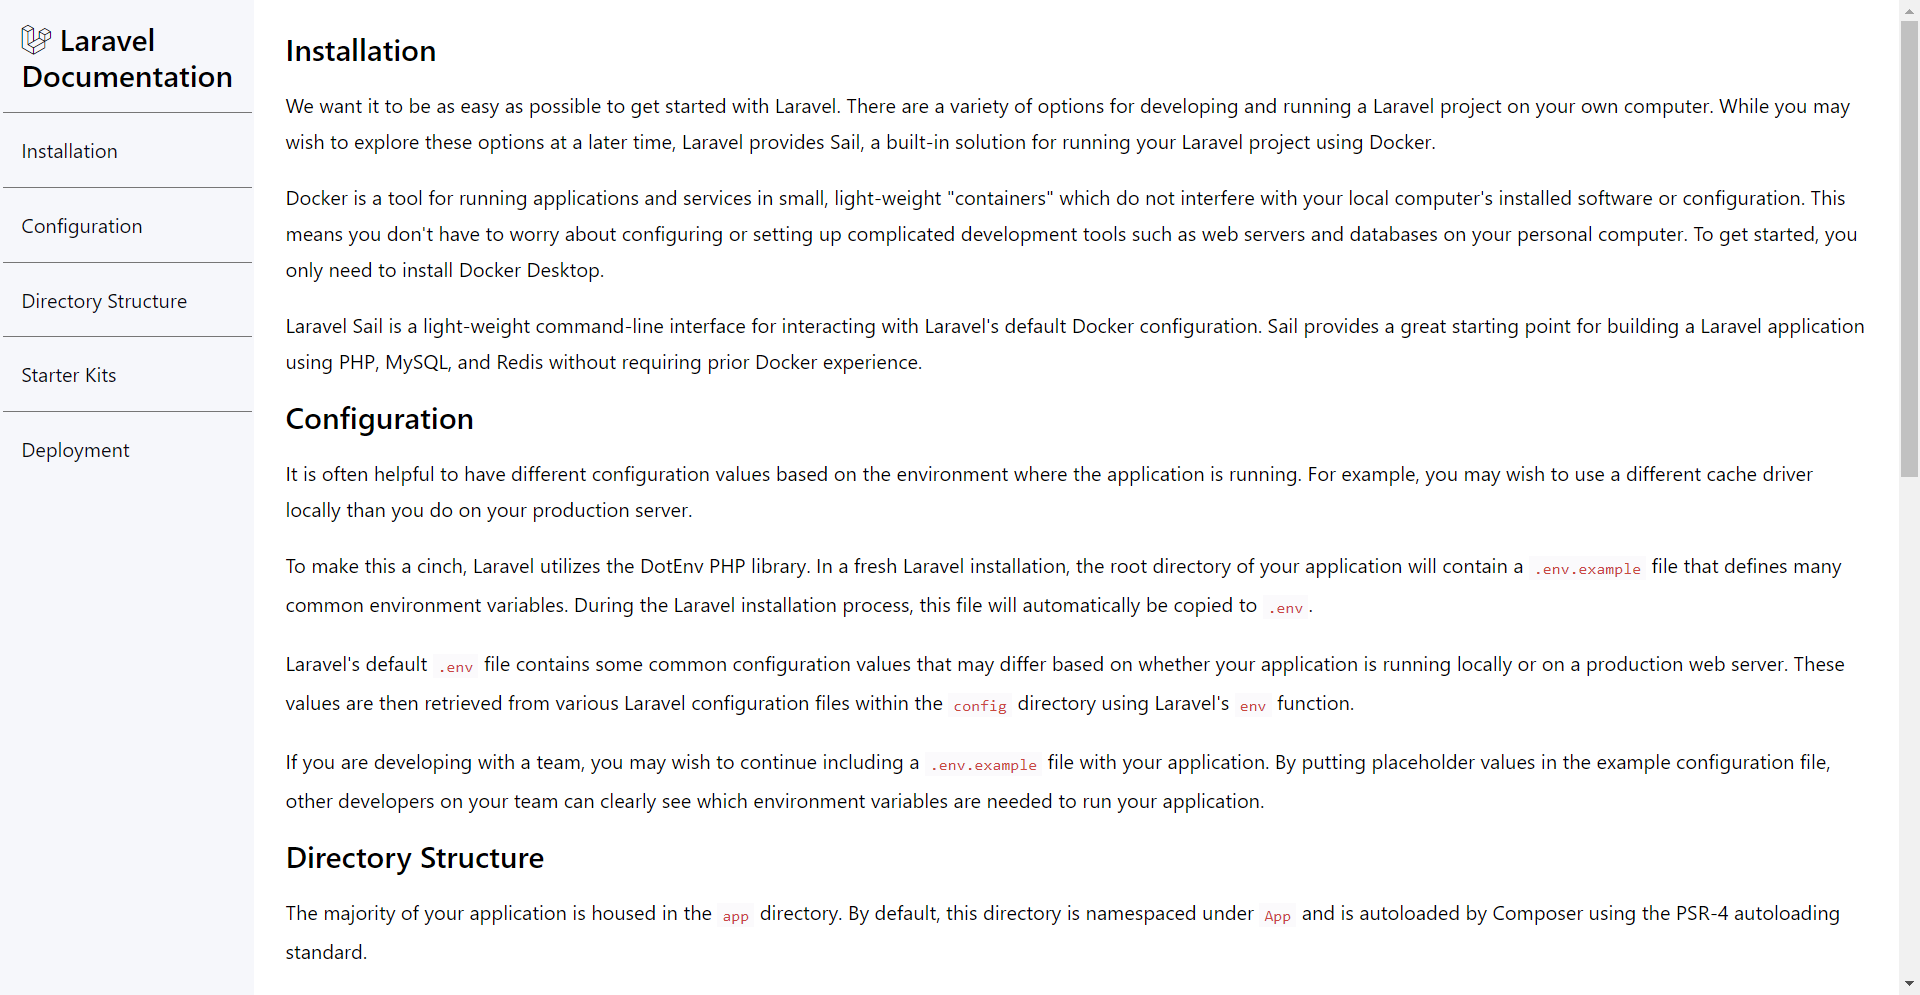 Laravel
Documentation
Installation
Configuration
Directory Structure
Starter Kits
Deployment
Installation
We want it to be as easy as possible to get started with Laravel. There are a variety of options for developing and running a Laravel project on your own computer. While you may
wish to explore these options at a later time, Laravel provides Sail, a built-in solution for running your Laravel project using Docker.
Docker is a tool for running applications and services in small, light-weight "containers" which do not interfere with your local computer's installed software or configuration. This
means you don't have to worry about configuring or setting up complicated development tools such as web servers and databases on your personal computer. To get started, you
only need to install Docker Desktop.
Laravel Sail is a light-weight command-line interface for interacting with Laravel's default Docker configuration. Sail provides a great starting point for building a Laravel application
using PHP, MySQL, and Redis without requiring prior Docker experience.
Configuration
It is often helpful to have different configuration values based on the environment where the application is running. For example, you may wish to use a different cache driver
locally than you do on your production server.
To make this a cinch, Laravel utilizes the DotEnv PHP library. In a fresh Laravel installation, the root directory of your application will contain a .env.example file that defines many
common environment variables. During the Laravel installation process, this file will automatically be copied to .env.
Laravel's default .env file contains some common configuration values that may differ based on whether your application is running locally or on a production web server. These
values are then retrieved from various Laravel configuration files within the config directory using Laravel's env function.
If you are developing with a team, you may wish to continue including a .env.example file with your application. By putting placeholder values in the example configuration file,
other developers on your team can clearly see which environment variables are needed to run your application.
Directory Structure
The majority of your application is housed in the app directory. By default, this directory is namespaced under App and is autoloaded by Composer using the PSR-4 autoloading
standard.